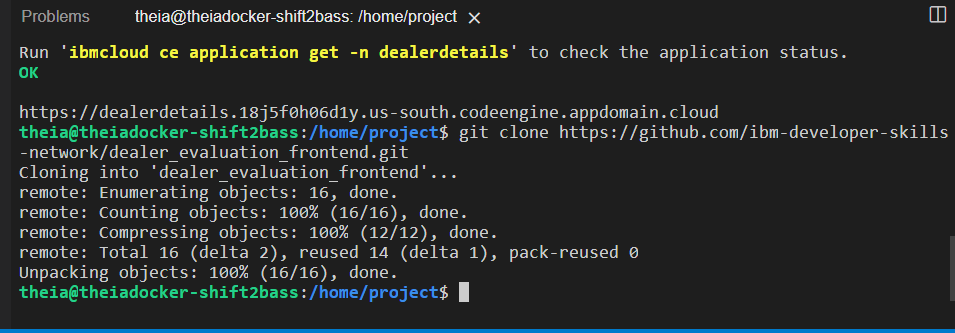 Problems theia@theiadocker-shift2bass: /home/project
Run 'ibmcloud ce application get -n dealerdetails' to check the application status.
OK
https://dealerdetails.18j5f0h06d1y.us-south.codeengine.appdomain.cloud
theia@theiadocker-shift2bass:/home/project$ git clone https://github.com/ibm-developer-skills
-network/dealer_evaluation_frontend.git
Cloning into 'dealer_evaluation_frontend'...
remote: Enumerating objects: 16, done.
remote: Counting objects: 100% (16/16), done.
remote: Compressing objects: 100% (12/12), done.
remote: Total 16 (delta 2), reused 14 (delta 1), pack-reused 0
Unpacking objects: 100% (16/16), done.
theia@theiadocker-shift2bass:/home/project$